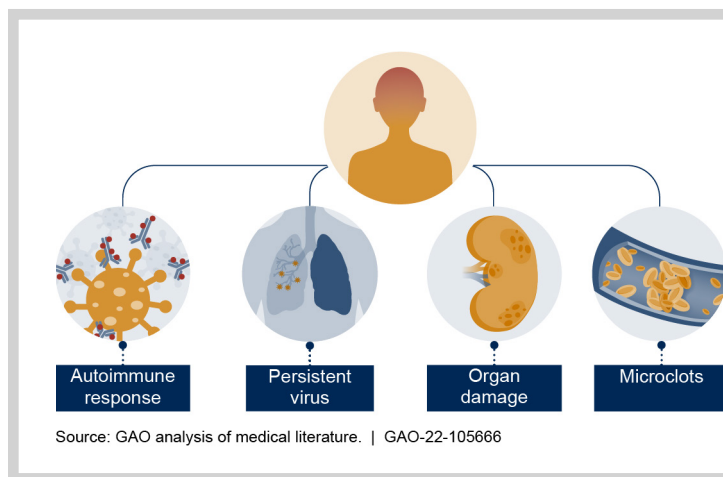 Autoimmune
response
Persistent
virus
Organ
damage
Microclots
Source: GAO analysis of medical literature. | GAO-22-105666